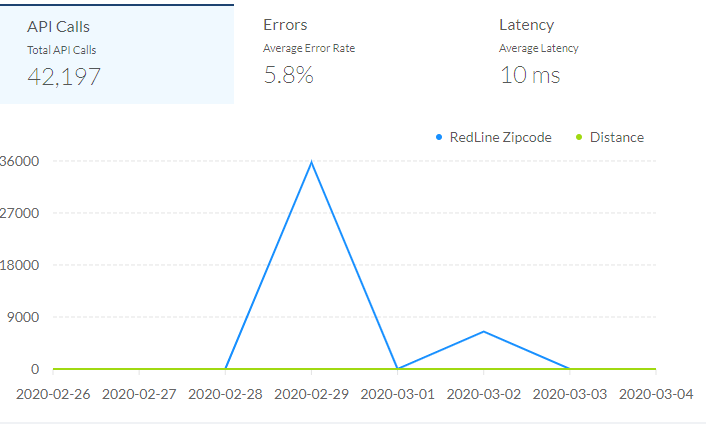 API Calls
Total API Calls
42,197
Errors
Average Error Rate
5.8%
Latency
Average Latency
10 ms
RedLine Zipcode
Distance
36000
27000
18000
9000
0
2020-02-26 2020-02-27 2020-02-28 2020-02-29 2020-03-01 2020-03-02 2020-03-03 2020-03-04